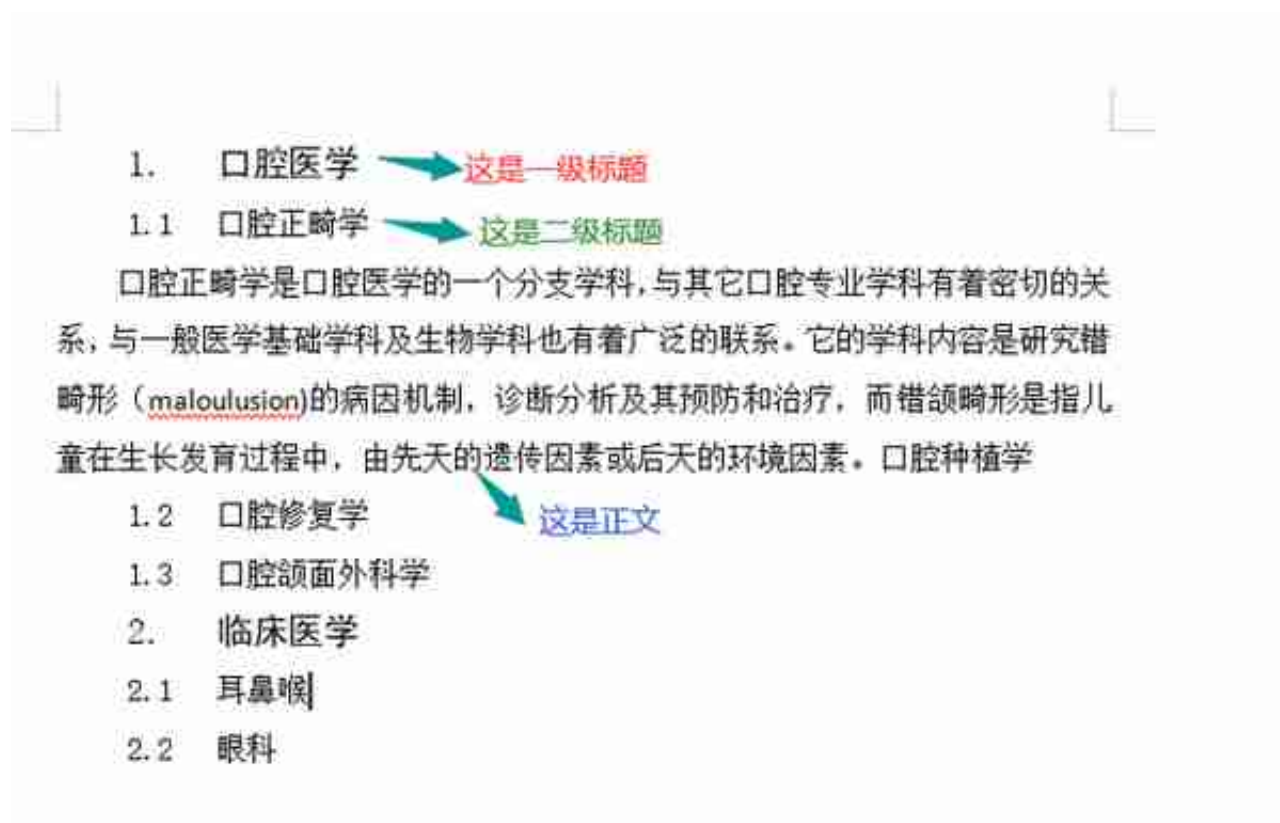 1. 口腔医学 这是一级标题
1.1 口腔正畸学 这是二级标题
口腔正畸学是口腔医学的一个分支学科,与其它口腔专业学科有着密切的关
系,与一般医学基础学科及生物学科也有着广泛的联系。它的学科内容是研究错
畸形（maloulusion)的病因机制，诊断分析及其预防和治疗，而错颌畸形是指儿
童在生长发育过程中，由先天的遗传因素或后天的环境因素。口腔种植学
1.2 口腔修复学 这是正文
1.3 口腔颌面外科学
2. 临床医学
2.1 耳鼻喉
2.2 眼科